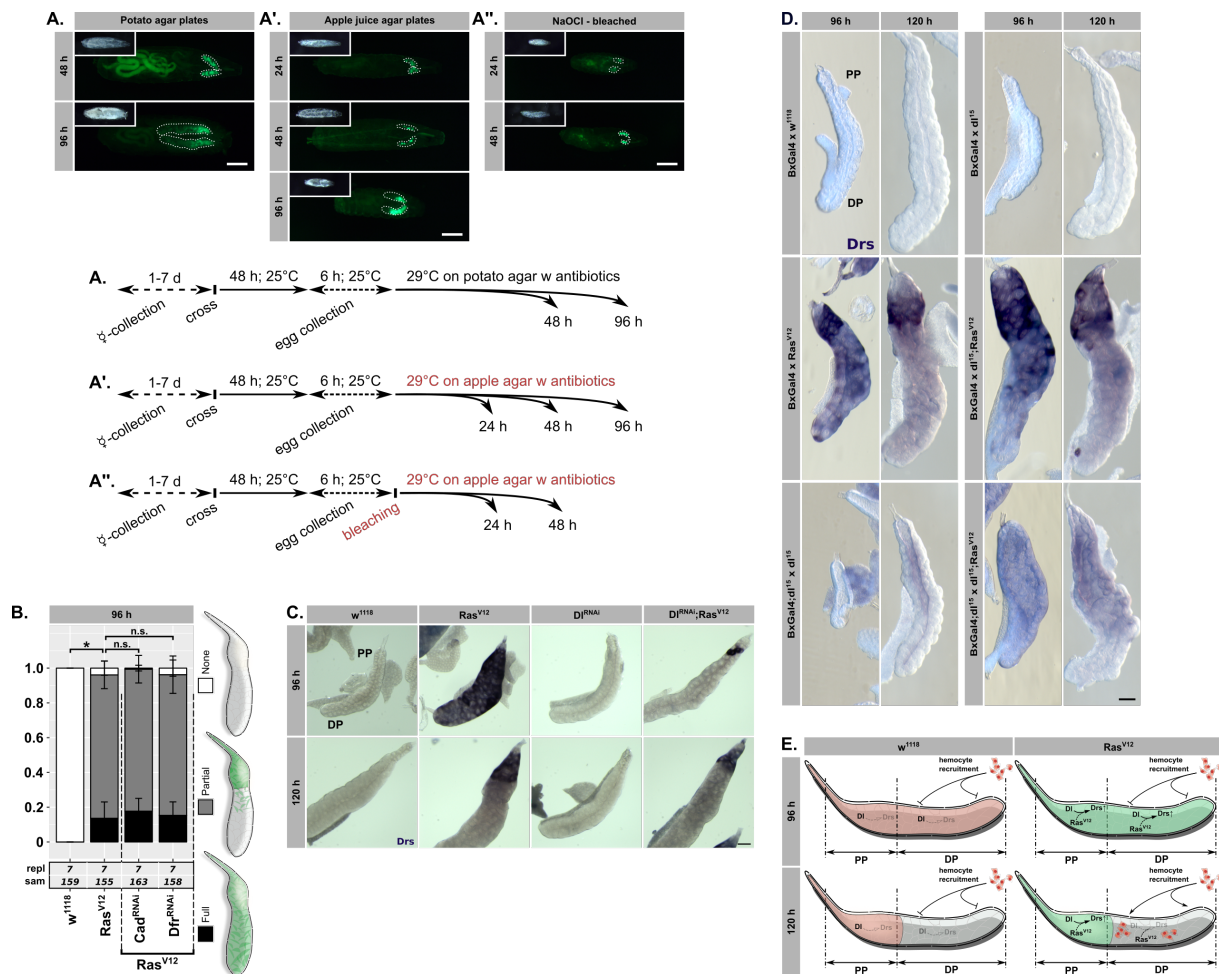 A.
Potato agar plates
48 h
96 h
A'.
Apple juice agar plates
24 h
48 h
96 h
A''.
NaOCl - bleached
24 h
48 h
A.
1-7 d
48 h; 25°C
6 h; 25°C
29°C on potato agar w antibiotics
☿-collection
cross
egg collection
48 h
96 h
A'.
1-7 d
48 h; 25°C
6 h; 25°C
29°C on apple agar w antibiotics
☿-collection
cross
egg collection
24 h
48 h
96 h
A''.
1-7 d
48 h; 25°C
6 h; 25°C
29°C on apple agar w antibiotics
☿-collection
cross
egg collection
bleaching
24 h
48 h
B.
96 h
n.s.
*
n.s.
1.0
0.8
0.6
0.4
0.2
0
None
Partial
Full
repl 7 7 7 7
sam 159 155 163 158
w1118
RasV12
CadRNAi
DfrRNAi
RasV12
C.
w1118
RasV12
DlRNAi
DlRNAi;RasV12
96 h
PP
DP
120 h
Drs
D.
96 h
120 h
96 h
120 h
BxGal4 x w1118
PP
DP
Drs
BxGal4 x dl15
BxGal4 x RasV12
BxGal4 x dl15;RasV12
BxGal4;dl15 x dl15
BxGal4;dl15 x dl15;RasV12
E.
w1118
RasV12
96 h
hemocyte
recruitment
Dl
Drs
Dl
Drs
PP
DP
hemocyte
recruitment
Dl
Drs
RasV12
Dl
Drs
RasV12
PP
DP
120 h
hemocyte
recruitment
Dl
Drs
Dl
Drs
PP
DP
hemocyte
recruitment
Dl
Drs
RasV12
Dl
Drs
RasV12
PP
DP